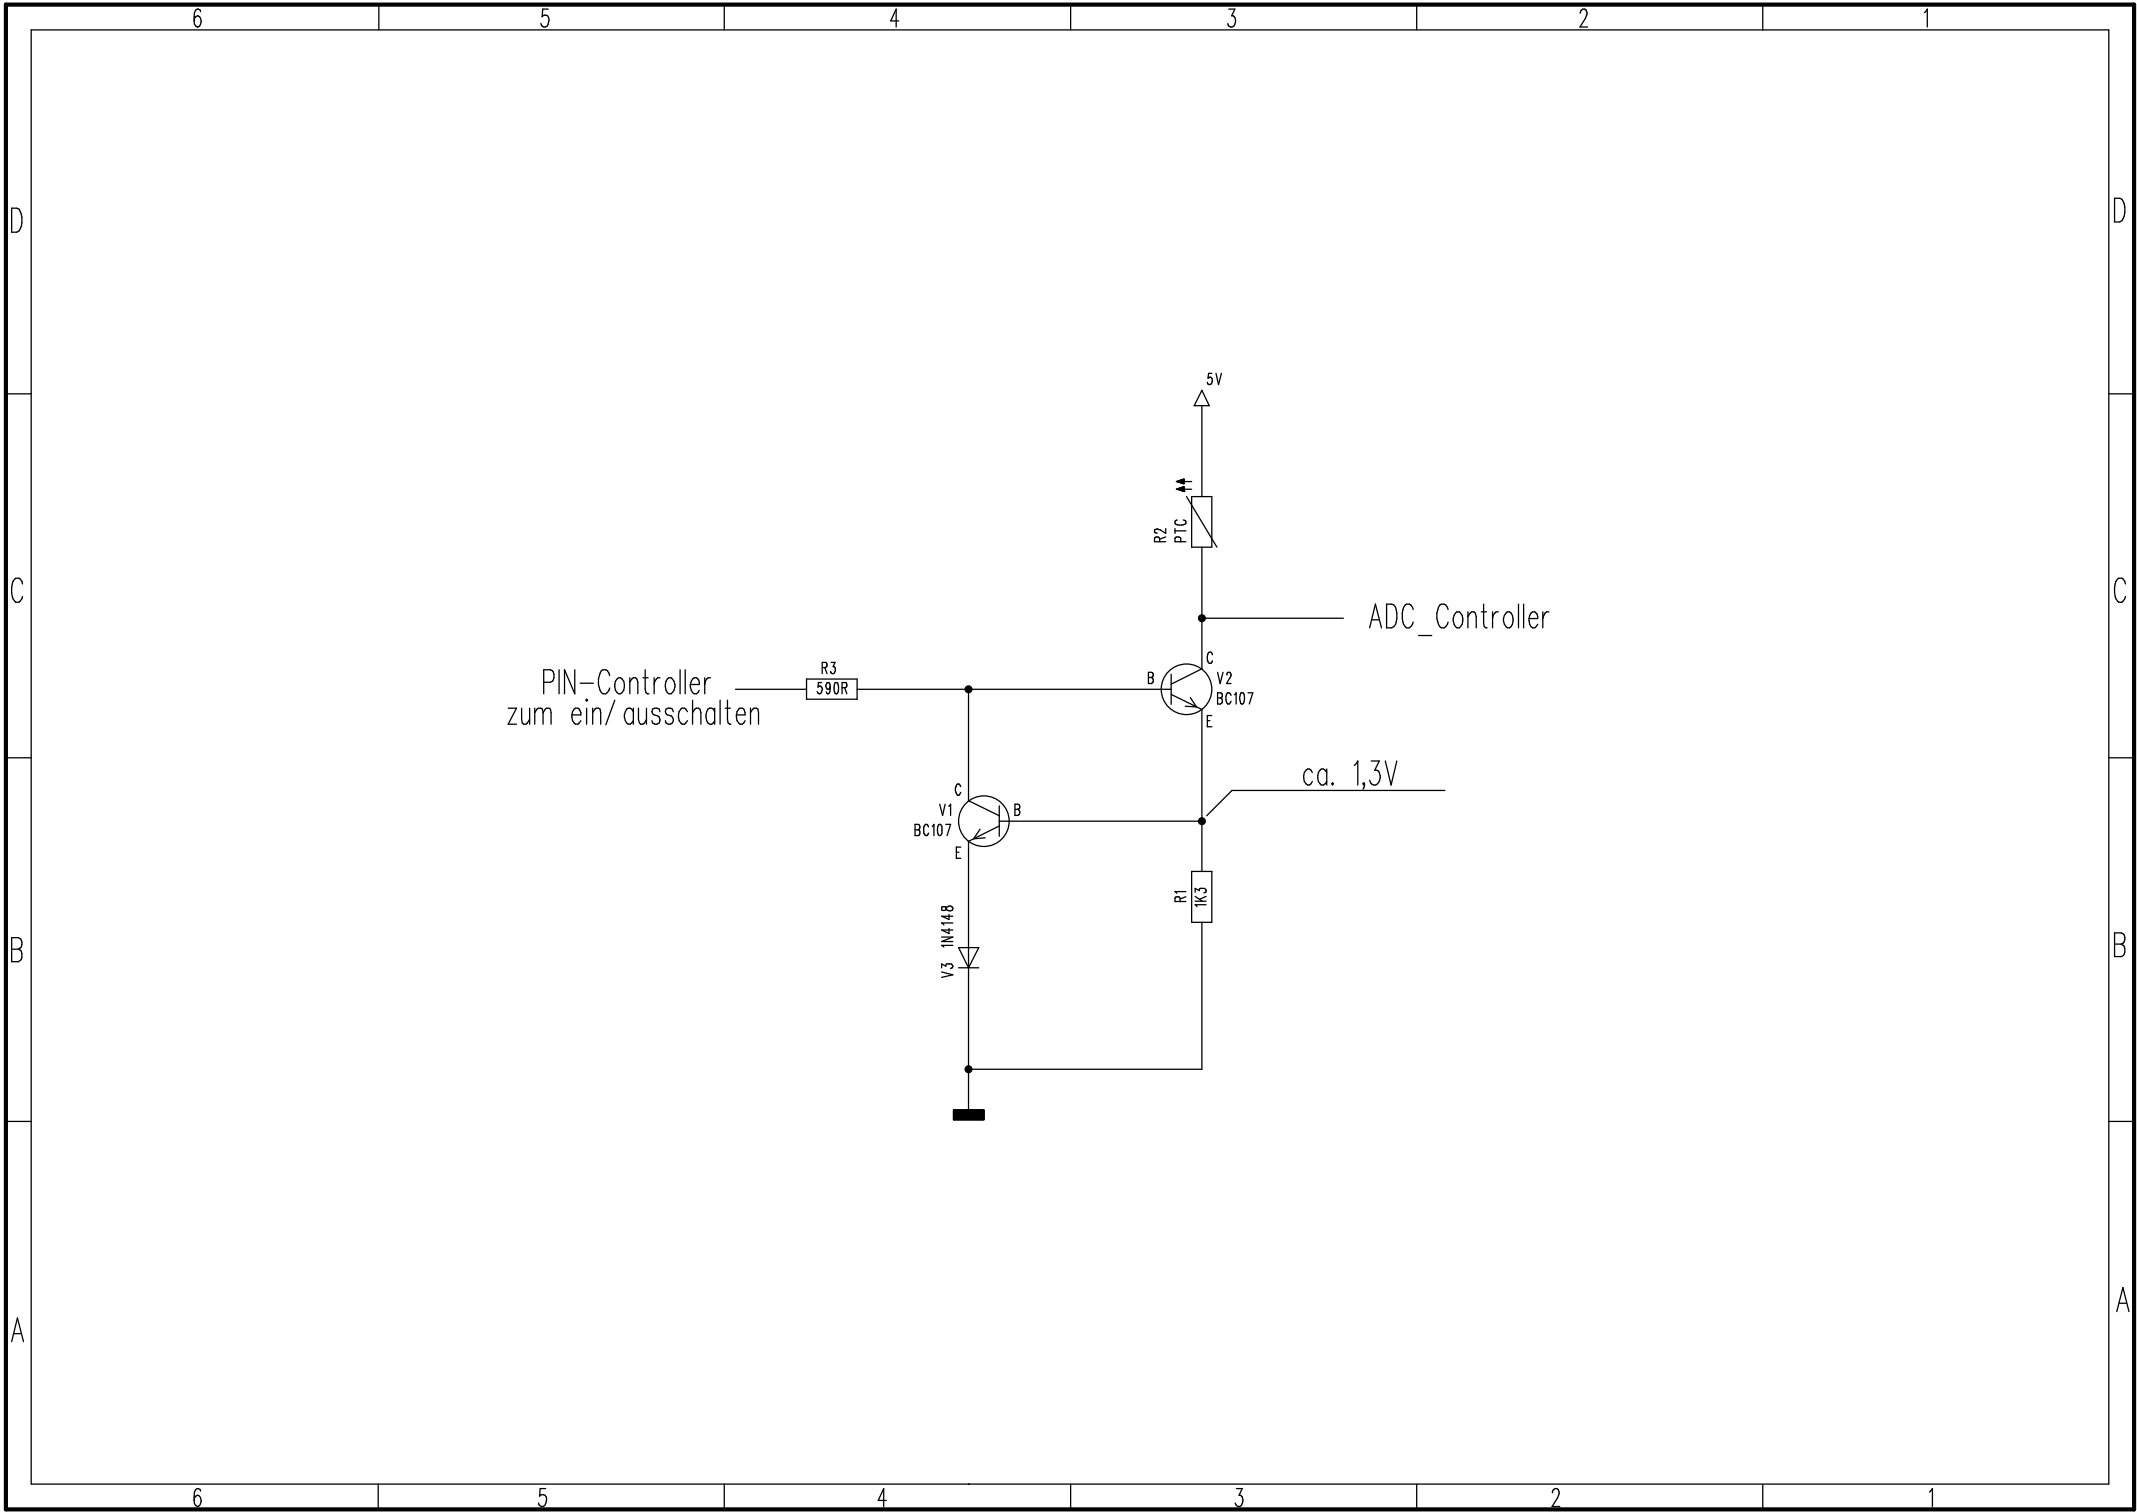 6 5 4 3 2 1
D D
5V
R2
PTC
C C
ADC_Controller
R3
590R
PIN-Controller
zum ein/ausschalten
C
B V2
BC107
E
ca. 1,3V
C
V1 B
BC107
E
R1
1K3
V3 1N4148
B B
A A
6 5 4 3 2 1